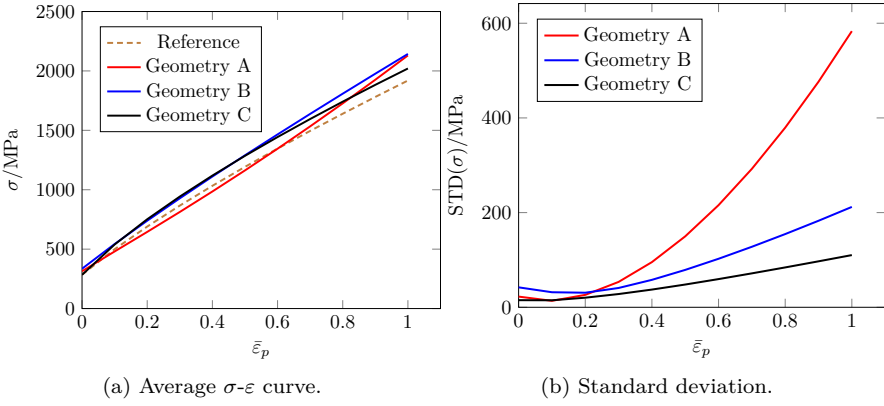 2500
2000
1500
1000
500
0
σ/MPa
0
0.2
0.4
0.6
0.8
1
ε̄ₚ
Reference
Geometry A
Geometry B
Geometry C
(a) Average σ-ε curve.
600
400
200
0
STD(σ)/MPa
0
0.2
0.4
0.6
0.8
1
ε̄ₚ
Geometry A
Geometry B
Geometry C
(b) Standard deviation.